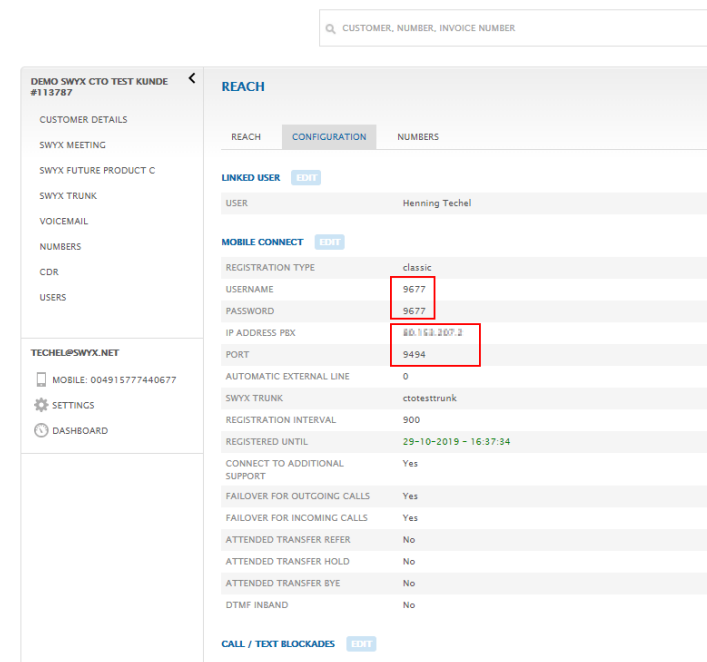 CUSTOMER, NUMBER, INVOICE NUMBER
DEMO SWYX CTO TEST KUNDE
#113787
CUSTOMER DETAILS
SWYX MEETING
SWYX FUTURE PRODUCT C
SWYX TRUNK
VOICEMAIL
NUMBERS
CDR
USERS
TECHEL@SWYX.NET
MOBILE: 004915777440677
SETTINGS
DASHBOARD
REACH
REACH CONFIGURATION NUMBERS
LINKED USER EDIT
USER Henning Techel
MOBILE CONNECT EDIT
REGISTRATION TYPE classic
USERNAME 9677
PASSWORD 9677
IP ADDRESS PBX
PORT 9494
AUTOMATIC EXTERNAL LINE 0
SWYX TRUNK ctotesttrunk
REGISTRATION INTERVAL 900
REGISTERED UNTIL 29-10-2019 - 16:37:34
CONNECT TO ADDITIONAL Yes
SUPPORT
FAILOVER FOR OUTGOING CALLS Yes
FAILOVER FOR INCOMING CALLS Yes
ATTENDED TRANSFER REFER No
ATTENDED TRANSFER HOLD No
ATTENDED TRANSFER BYE No
DTMF INBAND No
CALL / TEXT BLOCKADES EDIT